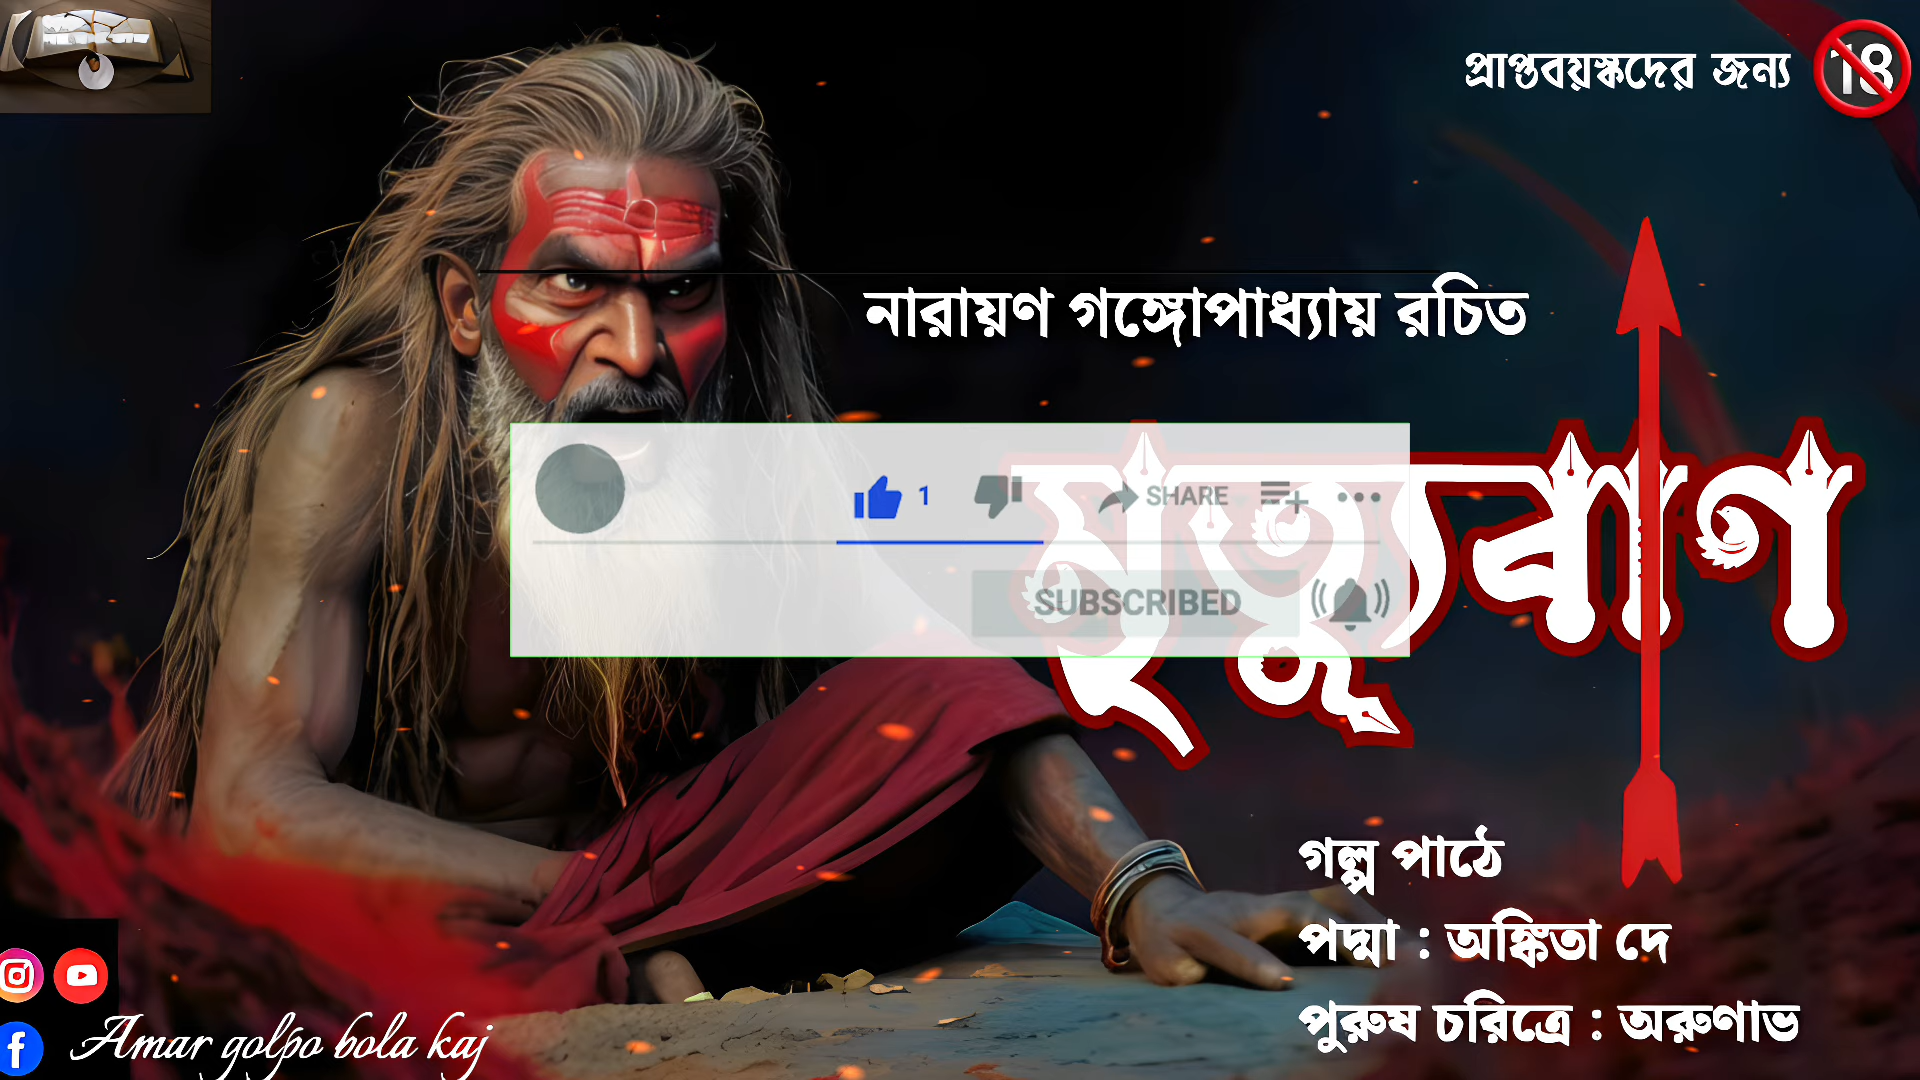 প্রাপ্তবয়স্কদের জন্য 18
নারায়ণ গঙ্গোপাধ্যায় রচিত
মৃত্যুবাণ
1 SHARE
SUBSCRIBED
গল্প পাঠে
পদ্মা : অঙ্কিতা দে
পুরুষ চরিত্রে : অরুণাভ
Amar golpo bola kaj